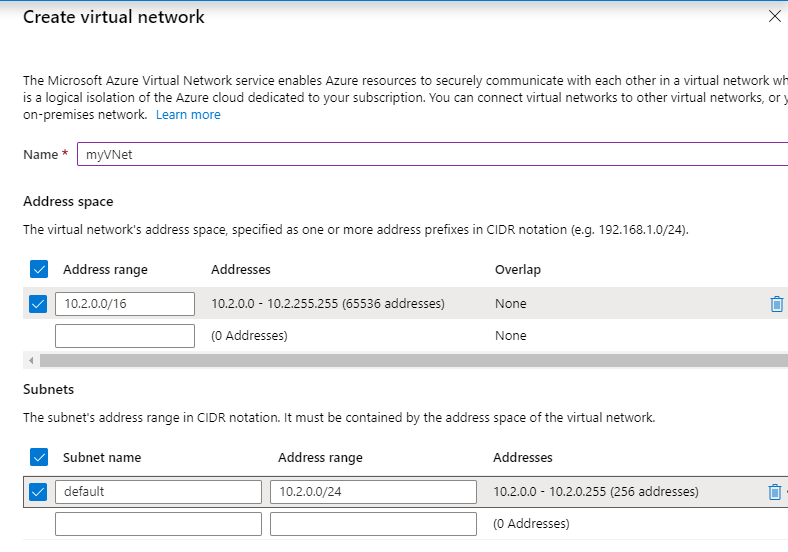 Create virtual network
The Microsoft Azure Virtual Network service enables Azure resources to securely communicate with each other in a virtual network
is a logical isolation of the Azure cloud dedicated to your subscription. You can connect virtual networks to other virtual networks, or
on-premises network. Learn more
Name * myVNet
Address space
The virtual network's address space, specified as one or more address prefixes in CIDR notation (e.g. 192.168.1.0/24).
Address range Addresses Overlap
10.2.0.0/16 10.2.0.0 - 10.2.255.255 (65536 addresses) None
(0 Addresses) None
Subnets
The subnet's address range in CIDR notation. It must be contained by the address space of the virtual network.
Subnet name Address range Addresses
default 10.2.0.0/24 10.2.0.0 - 10.2.0.255 (256 addresses)
(0 Addresses)